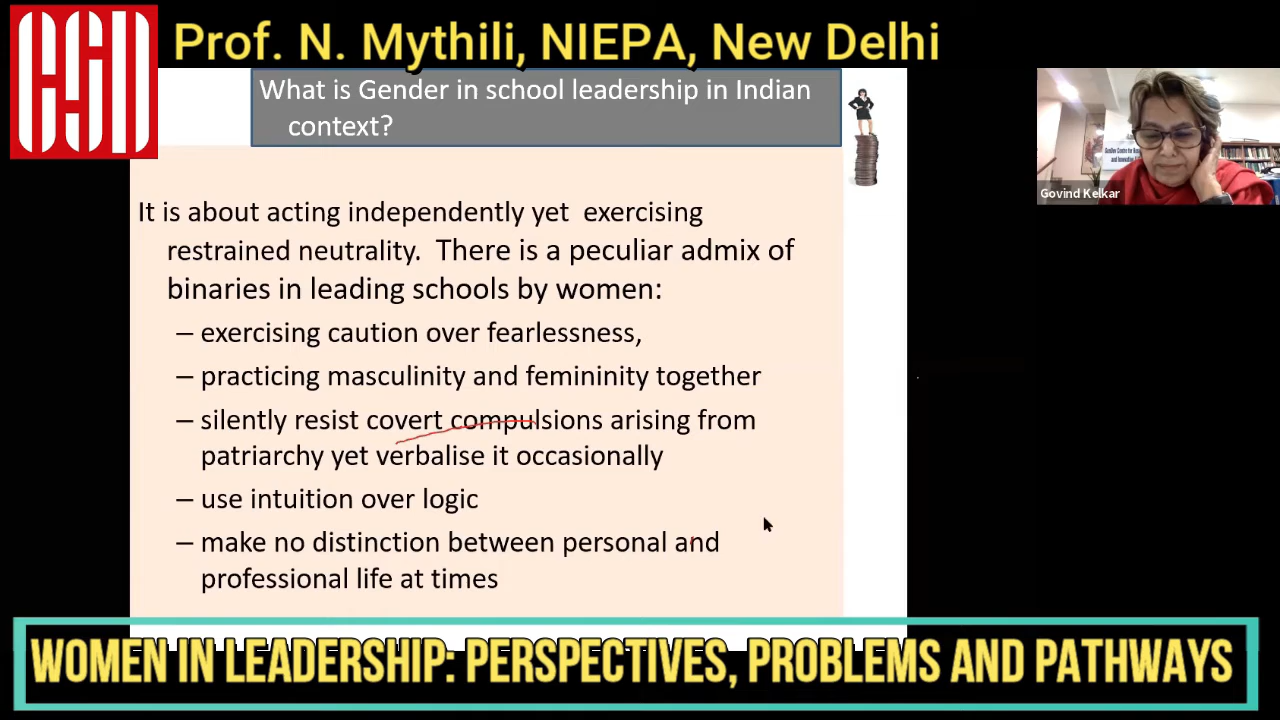 CSD
Prof. N. Mythili, NIEPA, New Delhi
What is Gender in school leadership in Indian
context?
Govind Kelkar
It is about acting independently yet exercising
restrained neutrality. There is a peculiar admix of
binaries in leading schools by women:
– exercising caution over fearlessness,
– practicing masculinity and femininity together
– silently resist covert compulsions arising from
patriarchy yet verbalise it occasionally
– use intuition over logic
– make no distinction between personal and
professional life at times
WOMEN IN LEADERSHIP: PERSPECTIVES, PROBLEMS AND PATHWAYS